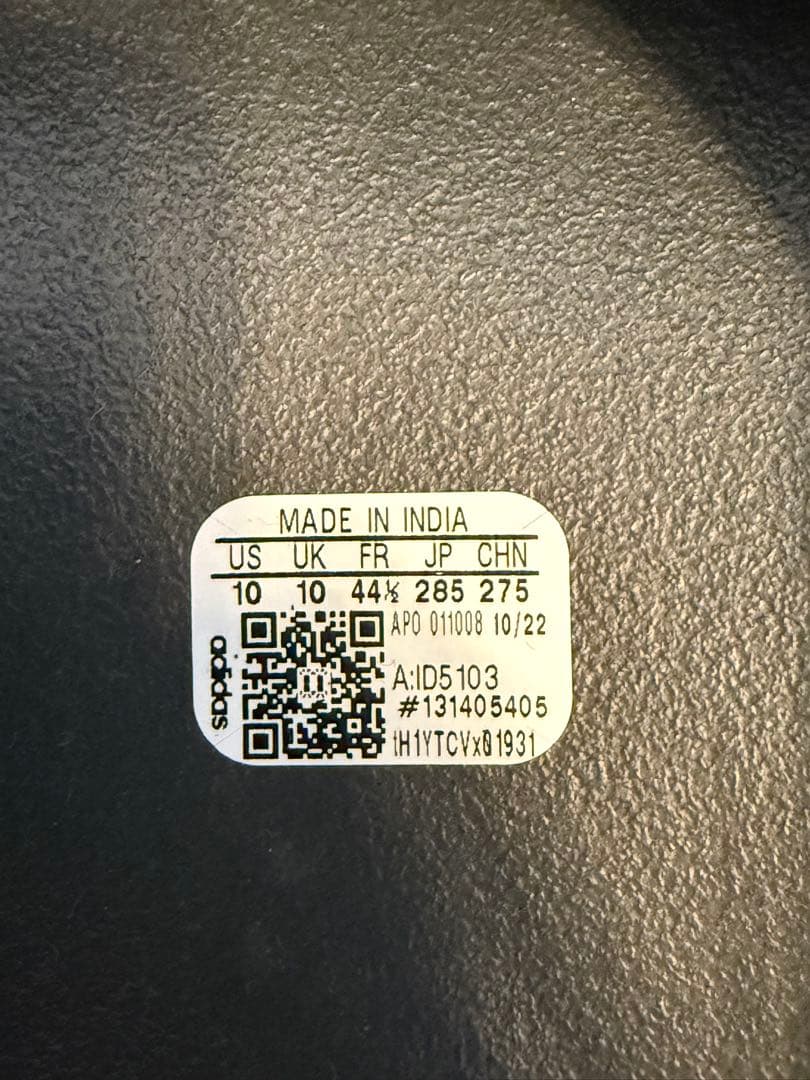 MADE IN INDIA
US UK FR JP CHN
10 10 44½ 285 275
APO 011008 10/22
A:ID5103
#131405405
tH1YTCVx01931
adidas